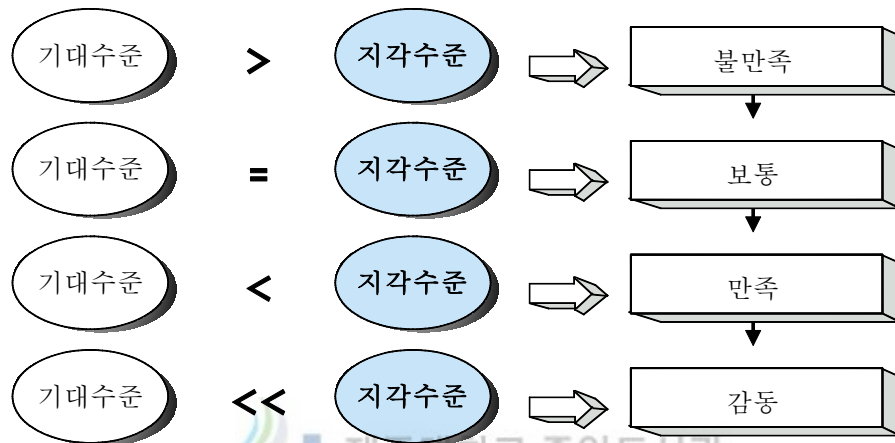 기대수준 > 지각수준 불만족
기대수준 = 지각수준 보통
기대수준 < 지각수준 만족
기대수준 << 지각수준 감동